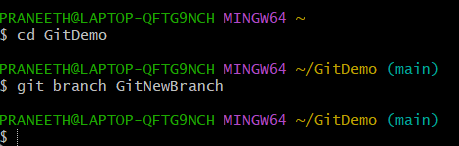 PRANEETH@LAPTOP-QFTG9NCH MINGW64 ~
$ cd GitDemo
PRANEETH@LAPTOP-QFTG9NCH MINGW64 ~/GitDemo (main)
$ git branch GitNewBranch
PRANEETH@LAPTOP-QFTG9NCH MINGW64 ~/GitDemo (main)
$